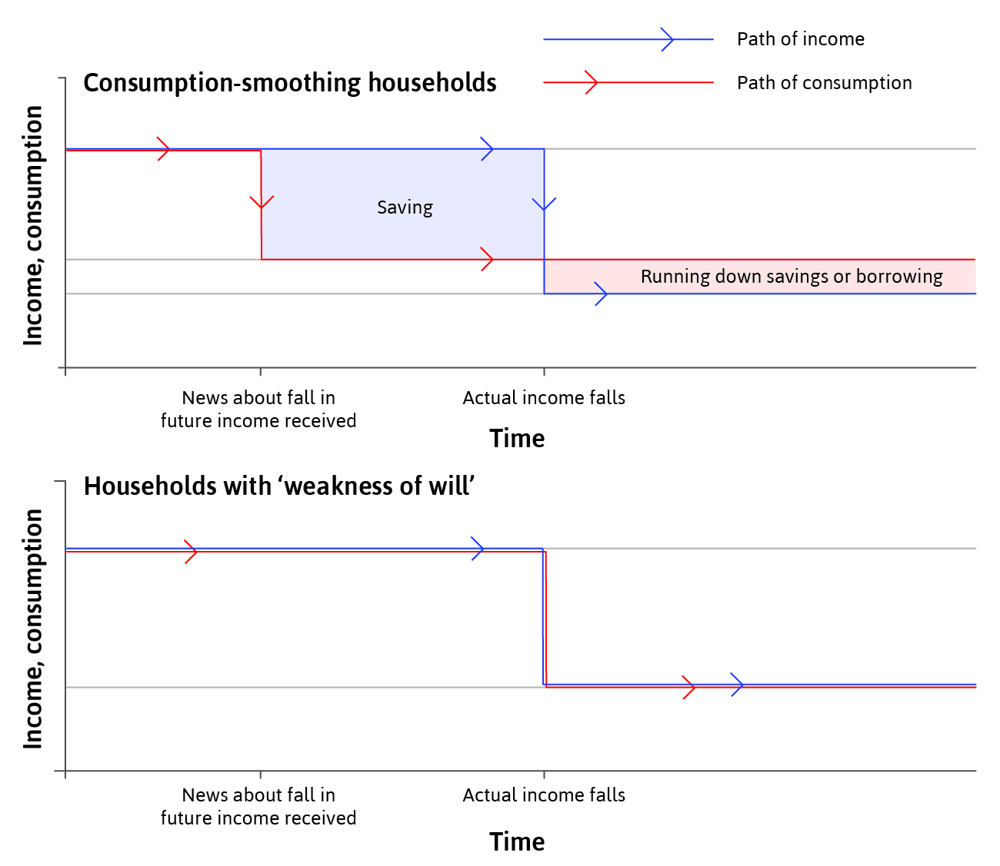 Path of income
Path of consumption
Consumption-smoothing households
Income, consumption
Saving
Running down savings or borrowing
News about fall in
future income received
Actual income falls
Time
Households with ‘weakness of will’
Income, consumption
News about fall in
future income received
Actual income falls
Time